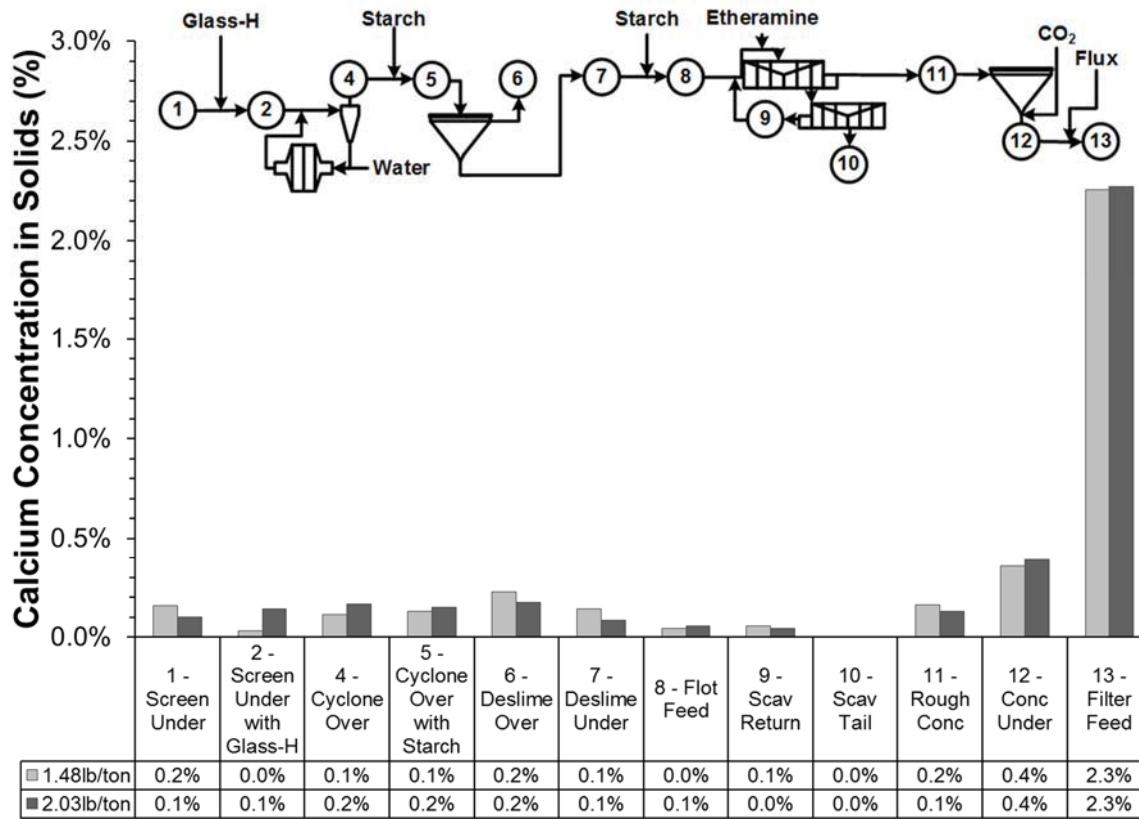 Glass-H
Starch
Starch
Etheramine
CO₂
Flux
1
2
4
5
6
7
8
9
10
11
12
13
Water
Calcium Concentration in Solids (%)
3.0%
2.5%
2.0%
1.5%
1.0%
0.5%
0.0%
1 -
Screen
Under
2 -
Screen
Under
with
Glass-H
4 -
Cyclone
Over
5 -
Cyclone
Over
with
Starch
6 -
Deslime
Over
7 -
Deslime
Under
8 - Flot
Feed
9 -
Scav
Return
10 -
Scav
Tail
11 -
Rough
Conc
12 -
Conc
Under
13 -
Filter
Feed
1.48lb/ton 0.2% 0.0% 0.1% 0.1% 0.2% 0.1% 0.0% 0.1% 0.0% 0.2% 0.4% 2.3%
2.03lb/ton 0.1% 0.1% 0.2% 0.2% 0.2% 0.1% 0.1% 0.0% 0.0% 0.1% 0.4% 2.3%